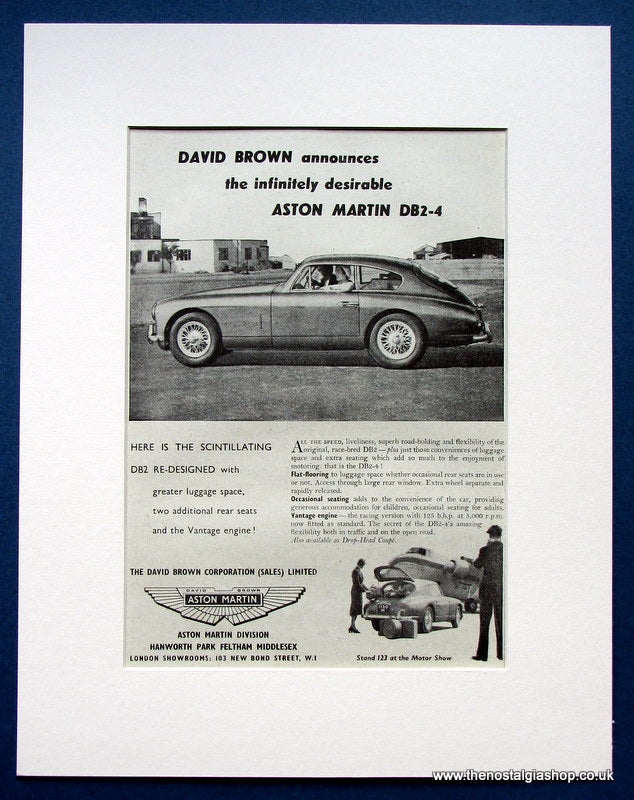 DAVID BROWN announces
the infinitely desirable
ASTON MARTIN DB2-4
HERE IS THE SCINTILLATING
DB2 RE-DESIGNED with
greater luggage space,
two additional rear seats
and the Vantage engine!
ALL THE SPEED, liveliness, superb road-holding and flexibility of the
original, race-bred DB2—plus just those conveniences of luggage
space and extra seating which add so much to the enjoyment of
motoring: that is the DB2-4!
Flat-flooring to luggage space whether occasional rear seats are in use
or not. Access through large rear window. Extra wheel separate and
rapidly released.
Occasional seating adds to the convenience of the car, providing
generous accommodation for children, occasional seating for adults.
Vantage engine—the racing version with 125 b.h.p. at 5,000 r.p.m.
now fitted as standard. The secret of the DB2-4's amazing
flexibility both in traffic and on the open road.
Also available as Drop-Head Coupé.
THE DAVID BROWN CORPORATION (SALES) LIMITED
DAVID BROWN
ASTON MARTIN
ASTON MARTIN DIVISION
HANWORTH PARK FELTHAM MIDDLESEX
LONDON SHOWROOMS: 103 NEW BOND STREET, W.1
Stand 123 at the Motor Show
www.thenostalgiashop.co.uk